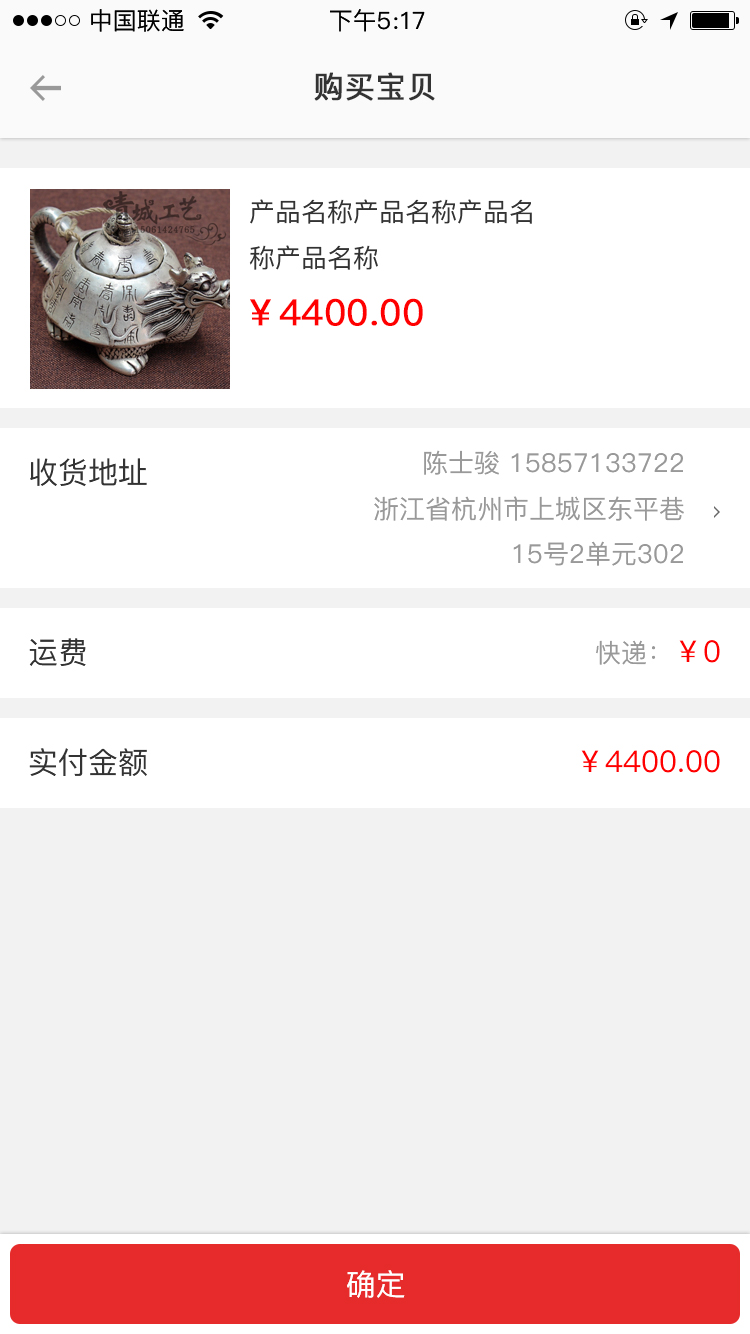 中国联通
下午5:17
购买宝贝
晴城工艺
15061424765
产品名称产品名称产品名
称产品名称
￥4400.00
收货地址
陈士骏 15857133722
浙江省杭州市上城区东平巷
15号2单元302
运费
快递：￥0
实付金额
￥4400.00
确定